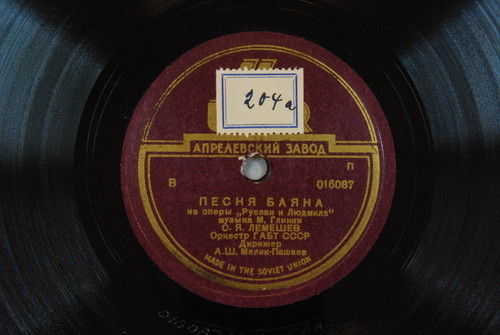 204а
АПРЕЛЕВСКИЙ ЗАВОД
П
В 016087
ПЕСНЯ БАЯНА
из оперы „Руслан и Людмила"
музыка М. Глинки
С. Я. ЛЕМЕШЕВ
Оркестр ГАБТ СССР
Дирижер
А.Ш. Мелик-Пашаев
MADE IN THE SOVIET UNION